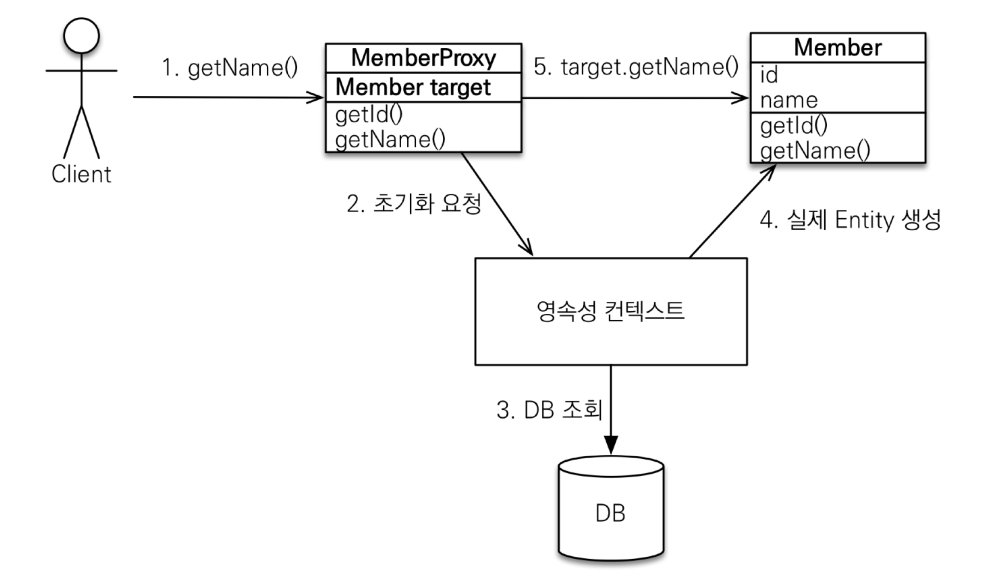 1. getName()
MemberProxy
Member target
getId()
getName()
5. target.getName()
Member
id
name
getId()
getName()
Client
2. 초기화 요청
4. 실제 Entity 생성
영속성 컨텍스트
3. DB 조회
DB